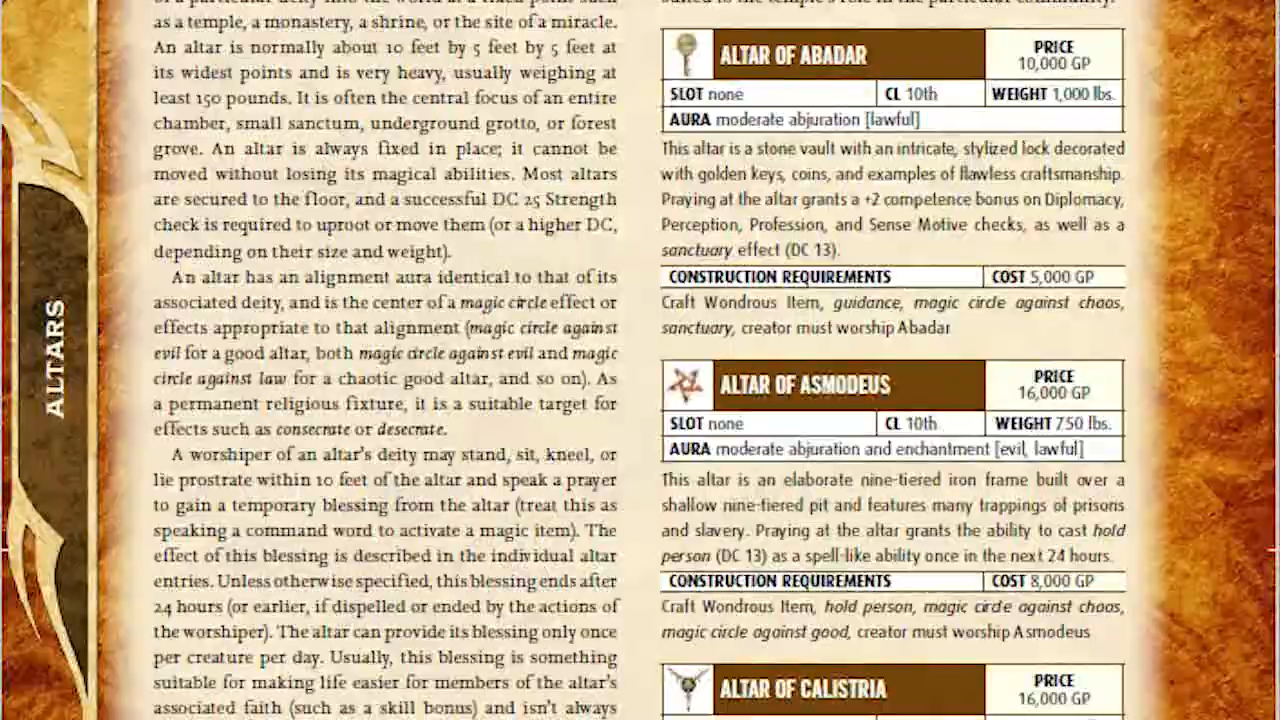 ALTARS
of a particular deity into the world at a fixed point such
as a temple, a monastery, a shrine, or the site of a miracle.
An altar is normally about 10 feet by 5 feet by 5 feet at
its widest points and is very heavy, usually weighing at
least 150 pounds. It is often the central focus of an entire
chamber, small sanctum, underground grotto, or forest
grove. An altar is always fixed in place; it cannot be
moved without losing its magical abilities. Most altars
are secured to the floor, and a successful DC 25 Strength
check is required to uproot or move them (or a higher DC,
depending on their size and weight).
An altar has an alignment aura identical to that of its
associated deity, and is the center of a magic circle effect or
effects appropriate to that alignment (magic circle against
evil for a good altar, both magic circle against evil and magic
circle against law for a chaotic good altar, and so on). As
a permanent religious fixture, it is a suitable target for
effects such as consecrate or desecrate.
A worshiper of an altar's deity may stand, sit, kneel, or
lie prostrate within 10 feet of the altar and speak a prayer
to gain a temporary blessing from the altar (treat this as
speaking a command word to activate a magic item). The
effect of this blessing is described in the individual altar
entries. Unless otherwise specified, this blessing ends after
24 hours (or earlier, if dispelled or ended by the actions of
the worshiper). The altar can provide its blessing only once
per creature per day. Usually, this blessing is something
suitable for making life easier for members of the altar's
associated faith (such as a skill bonus) and isn't always
suited to the temple's role in the particular community.
ALTAR OF ABADAR
PRICE
10,000 GP
SLOT none
CL 10th
WEIGHT 1,000 lbs.
AURA moderate abjuration [lawful]
This altar is a stone vault with an intricate, stylized lock decorated
with golden keys, coins, and examples of flawless craftsmanship.
Praying at the altar grants a +2 competence bonus on Diplomacy,
Perception, Profession, and Sense Motive checks, as well as a
sanctuary effect (DC 13).
CONSTRUCTION REQUIREMENTS
COST 5,000 GP
Craft Wondrous Item, guidance, magic circle against chaos,
sanctuary, creator must worship Abadar
ALTAR OF ASMODEUS
PRICE
16,000 GP
SLOT none
CL 10th
WEIGHT 750 lbs.
AURA moderate abjuration and enchantment [evil, lawful]
This altar is an elaborate nine-tiered iron frame built over a
shallow nine-tiered pit and features many trappings of prisons
and slavery. Praying at the altar grants the ability to cast hold
person (DC 13) as a spell-like ability once in the next 24 hours.
CONSTRUCTION REQUIREMENTS
COST 8,000 GP
Craft Wondrous Item, hold person, magic circle against chaos,
magic circle against good, creator must worship Asmodeus
ALTAR OF CALISTRIA
PRICE
16,000 GP